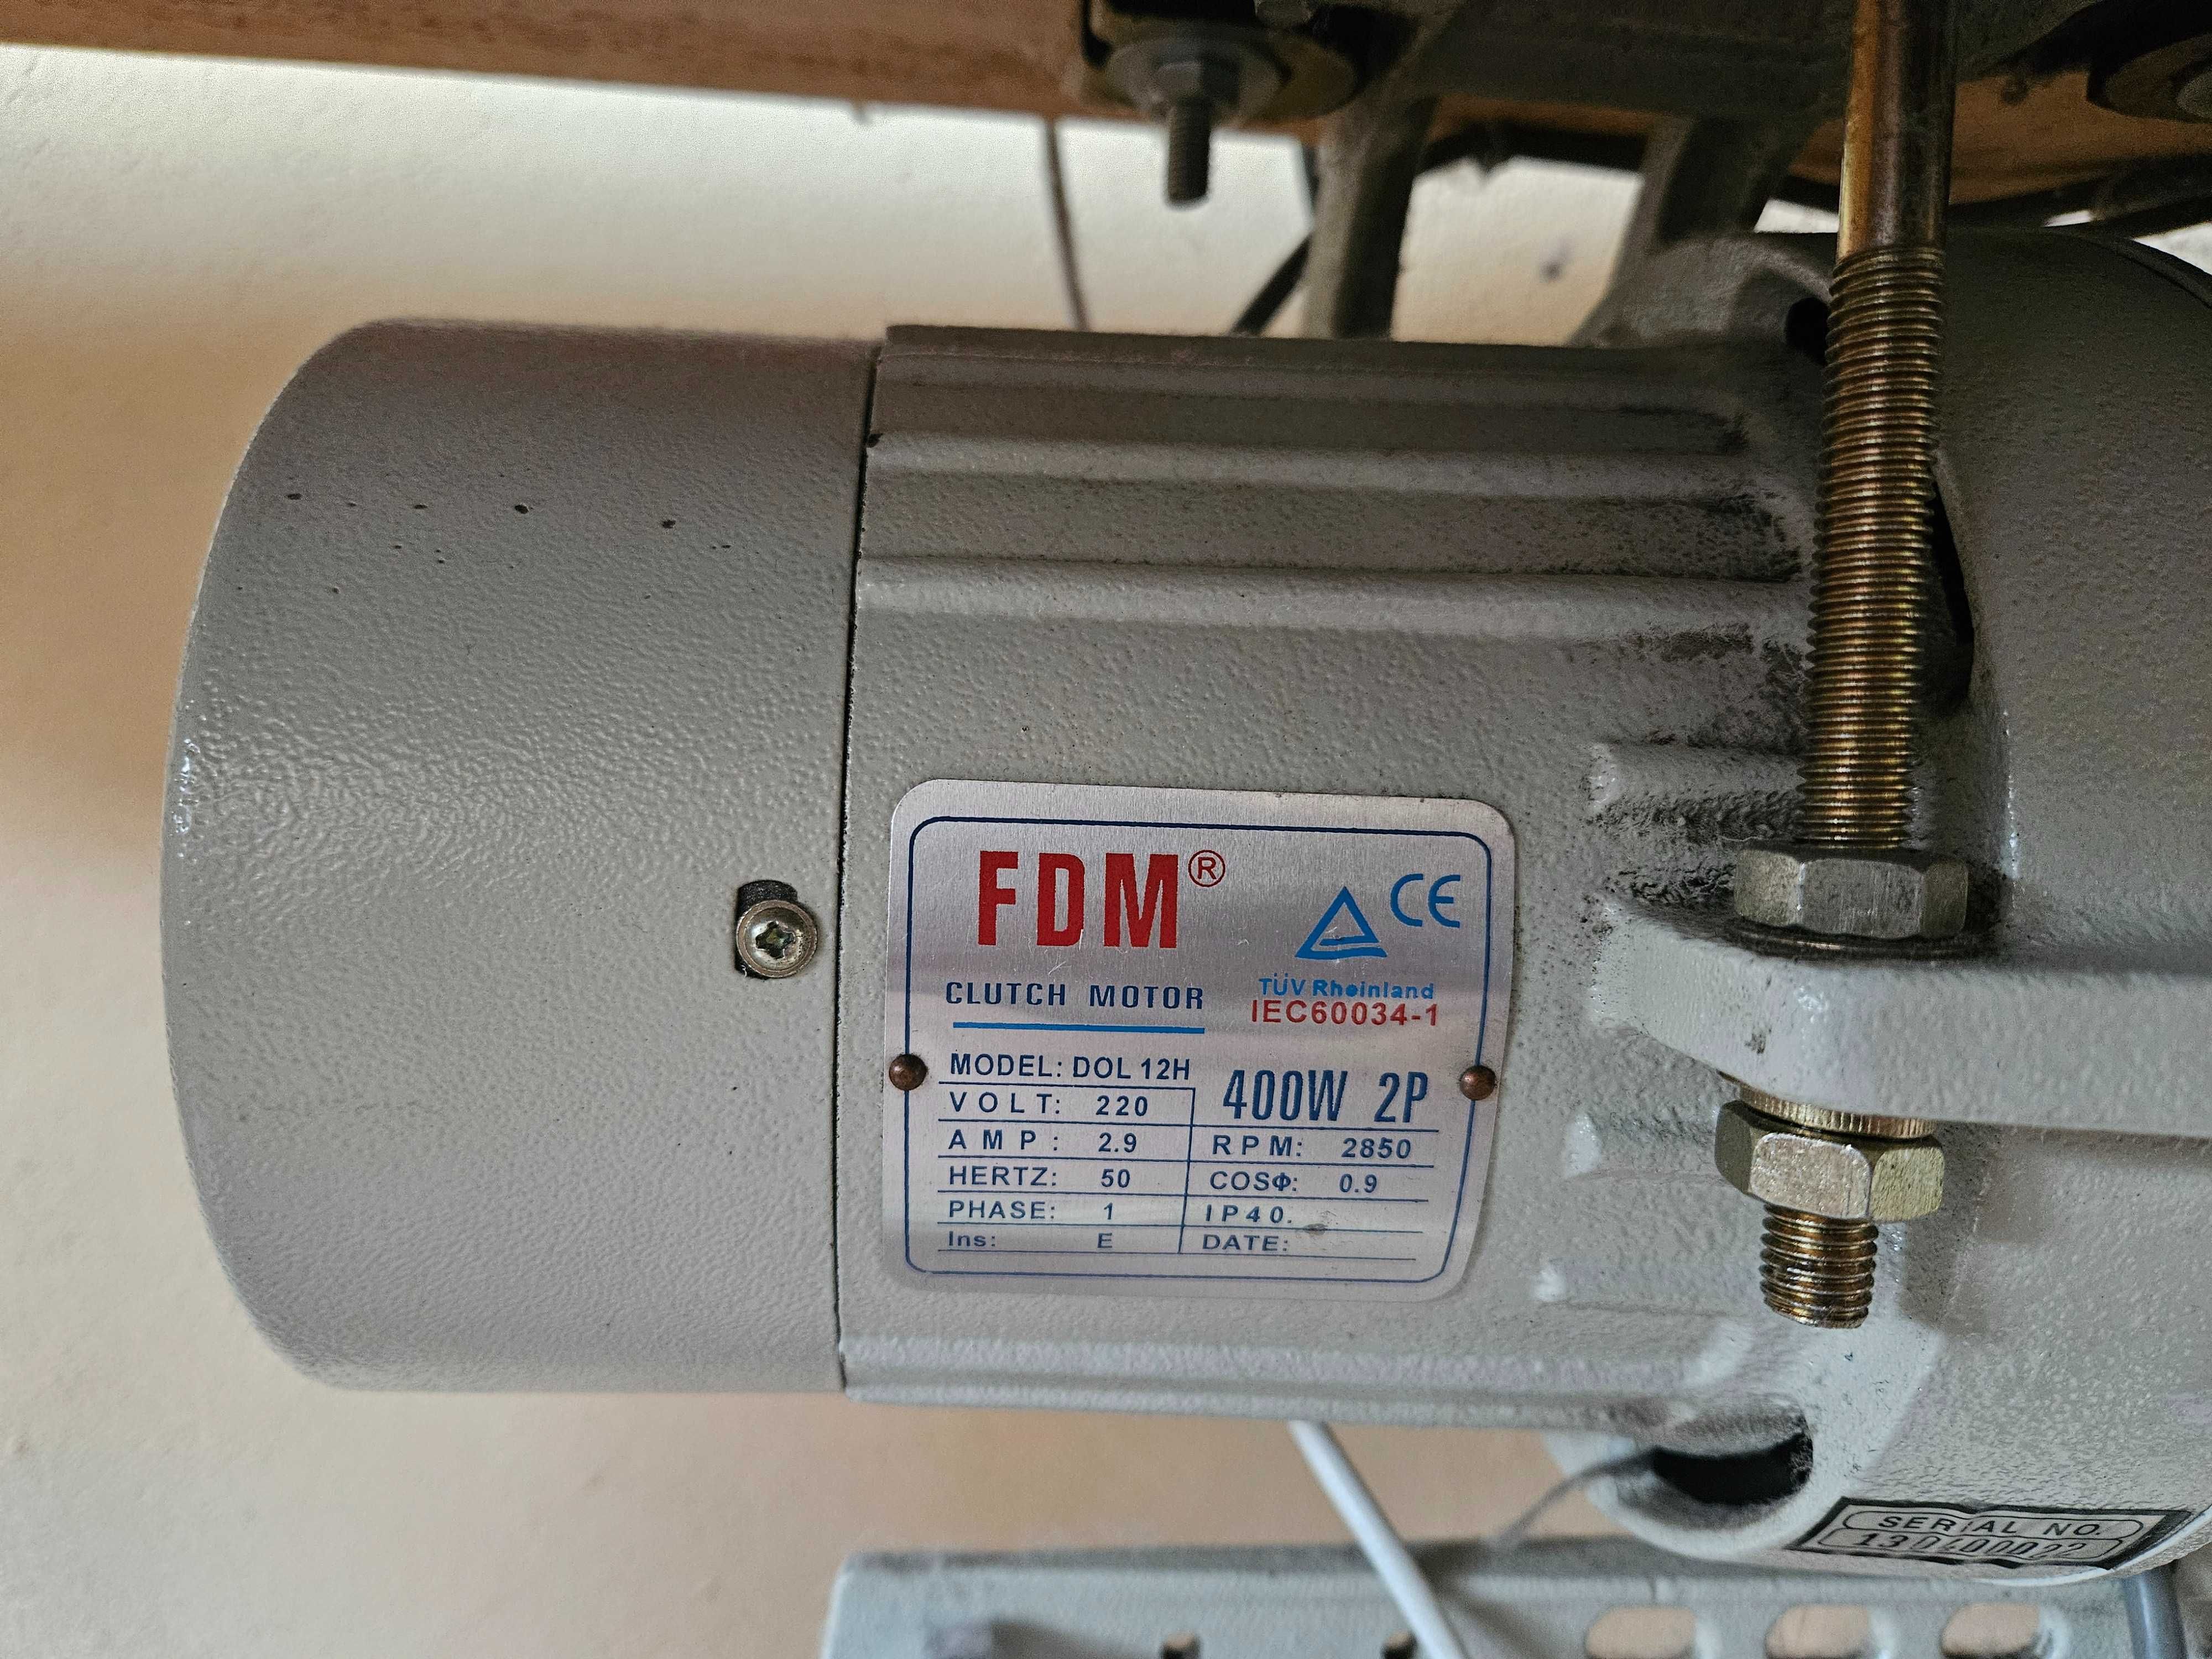 FDM®
CE
CLUTCH MOTOR
TÜV Rheinland
IEC60034-1
MODEL: DOL 12H
400W 2P
VOLT: 220
AMP: 2.9
RPM: 2850
HERTZ: 50
COSΦ: 0.9
PHASE: 1
IP40.
Ins: E
DATE:
SERIAL NO.